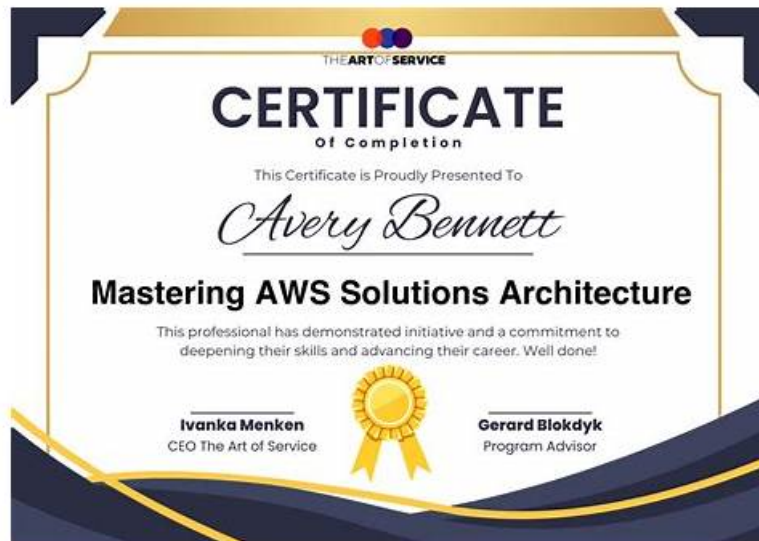 THEARTOFSERVICE
CERTIFICATE
Of Completion
This Certificate is Proudly Presented To
Avery Bennett
Mastering AWS Solutions Architecture
This professional has demonstrated initiative and a commitment to
deepening their skills and advancing their career. Well done!
Ivanka Menken
CEO The Art of Service
Gerard Blokdyk
Program Advisor